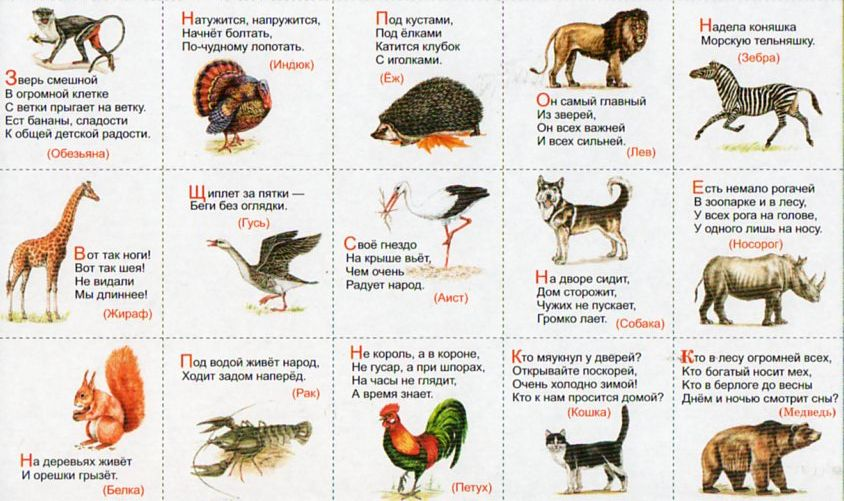 Зверь смешной
В огромной клетке
С ветки прыгает на ветку.
Ест бананы, сладости
К общей детской радости.
(Обезьяна)
Натужится, напружится,
Начнёт болтать,
По-чудному лопотать.
(Индюк)
Под кустами,
Под ёлками
Катится клубок
С иголками.
(Ёж)
Он самый главный
Из зверей,
Он всех важней
И всех сильней.
(Лев)
Надела коняшка
Морскую тельняшку.
(Зебра)
Вот так ноги!
Вот так шея!
Не видали
Мы длиннее!
(Жираф)
Щиплет за пятки —
Беги без оглядки.
(Гусь)
Своё гнездо
На крыше вьёт,
Чем очень
Радует народ.
(Аист)
На дворе сидит,
Дом сторожит,
Чужих не пускает,
Громко лает.
(Собака)
Есть немало рогачей
В зоопарке и в лесу,
У всех рога на голове,
У одного лишь на носу.
(Носорог)
На деревьях живёт
И орешки грызёт.
(Белка)
Под водой живёт народ,
Ходит задом наперёд.
(Рак)
Не король, а в короне,
Не гусар, а при шпорах,
На часы не глядит,
А время знает.
(Петух)
Кто мяукнул у дверей?
Открывайте поскорей,
Очень холодно зимой!
Кто к нам просится домой?
(Кошка)
Кто в лесу огромней всех,
Кто богатый носит мех,
Кто в берлоге до весны
Днём и ночью смотрит сны?
(Медведь)